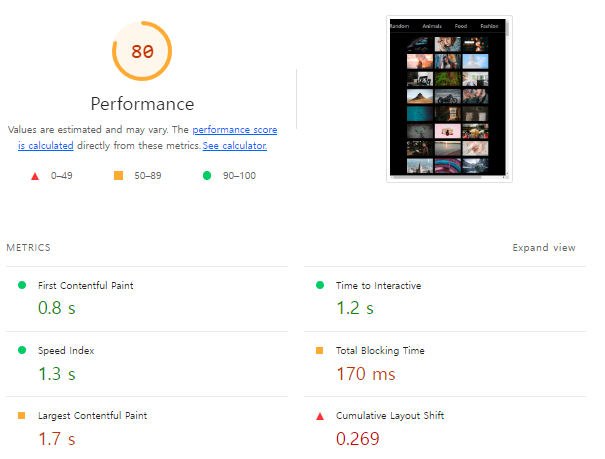 80
Random Animals Food Fashion
Performance
Values are estimated and may vary. The performance score
is calculated directly from these metrics. See calculator.
0–49 50–89 90–100
METRICS Expand view
First Contentful Paint
0.8 s
Time to Interactive
1.2 s
Speed Index
1.3 s
Total Blocking Time
170 ms
Largest Contentful Paint
1.7 s
Cumulative Layout Shift
0.269